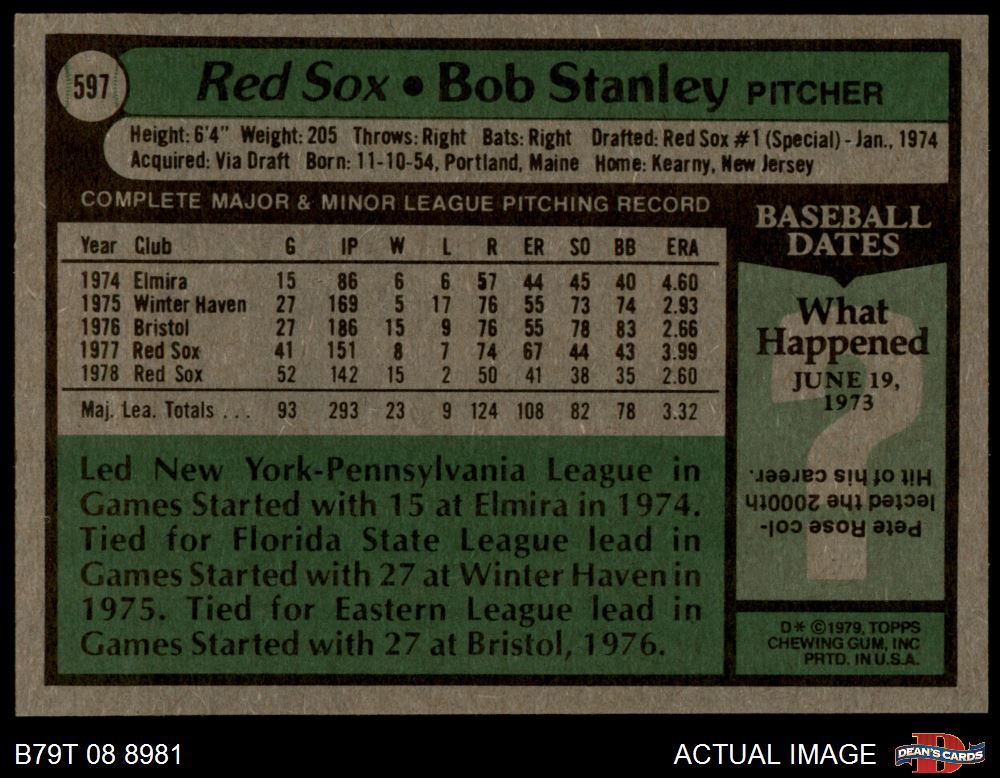 597
Red Sox • Bob Stanley PITCHER
Height: 6'4" Weight: 205 Throws: Right Bats: Right Drafted: Red Sox #1 (Special) - Jan., 1974
Acquired: Via Draft Born: 11-10-54, Portland, Maine Home: Kearny, New Jersey
COMPLETE MAJOR & MINOR LEAGUE PITCHING RECORD
Year Club G IP W L R ER SO BB ERA
1974 Elmira 15 86 6 6 57 44 45 40 4.60
1975 Winter Haven 27 169 5 17 76 55 73 74 2.93
1976 Bristol 27 186 15 9 76 55 78 83 2.66
1977 Red Sox 41 151 8 7 74 67 44 43 3.99
1978 Red Sox 52 142 15 2 50 41 38 35 2.60
Maj. Lea. Totals . . . 93 293 23 9 124 108 82 78 3.32
Led New York-Pennsylvania League in
Games Started with 15 at Elmira in 1974.
Tied for Florida State League lead in
Games Started with 27 at Winter Haven in
1975. Tied for Eastern League lead in
Games Started with 27 at Bristol, 1976.
BASEBALL
DATES
What
Happened
JUNE 19,
1973
Pete Rose col-
lected the 2000th
Hit of his career.
D* ©1979, TOPPS
CHEWING GUM, INC
PRTD. IN U.S.A.
B79T 08 8981
ACTUAL IMAGE
DEAN'S CARDS